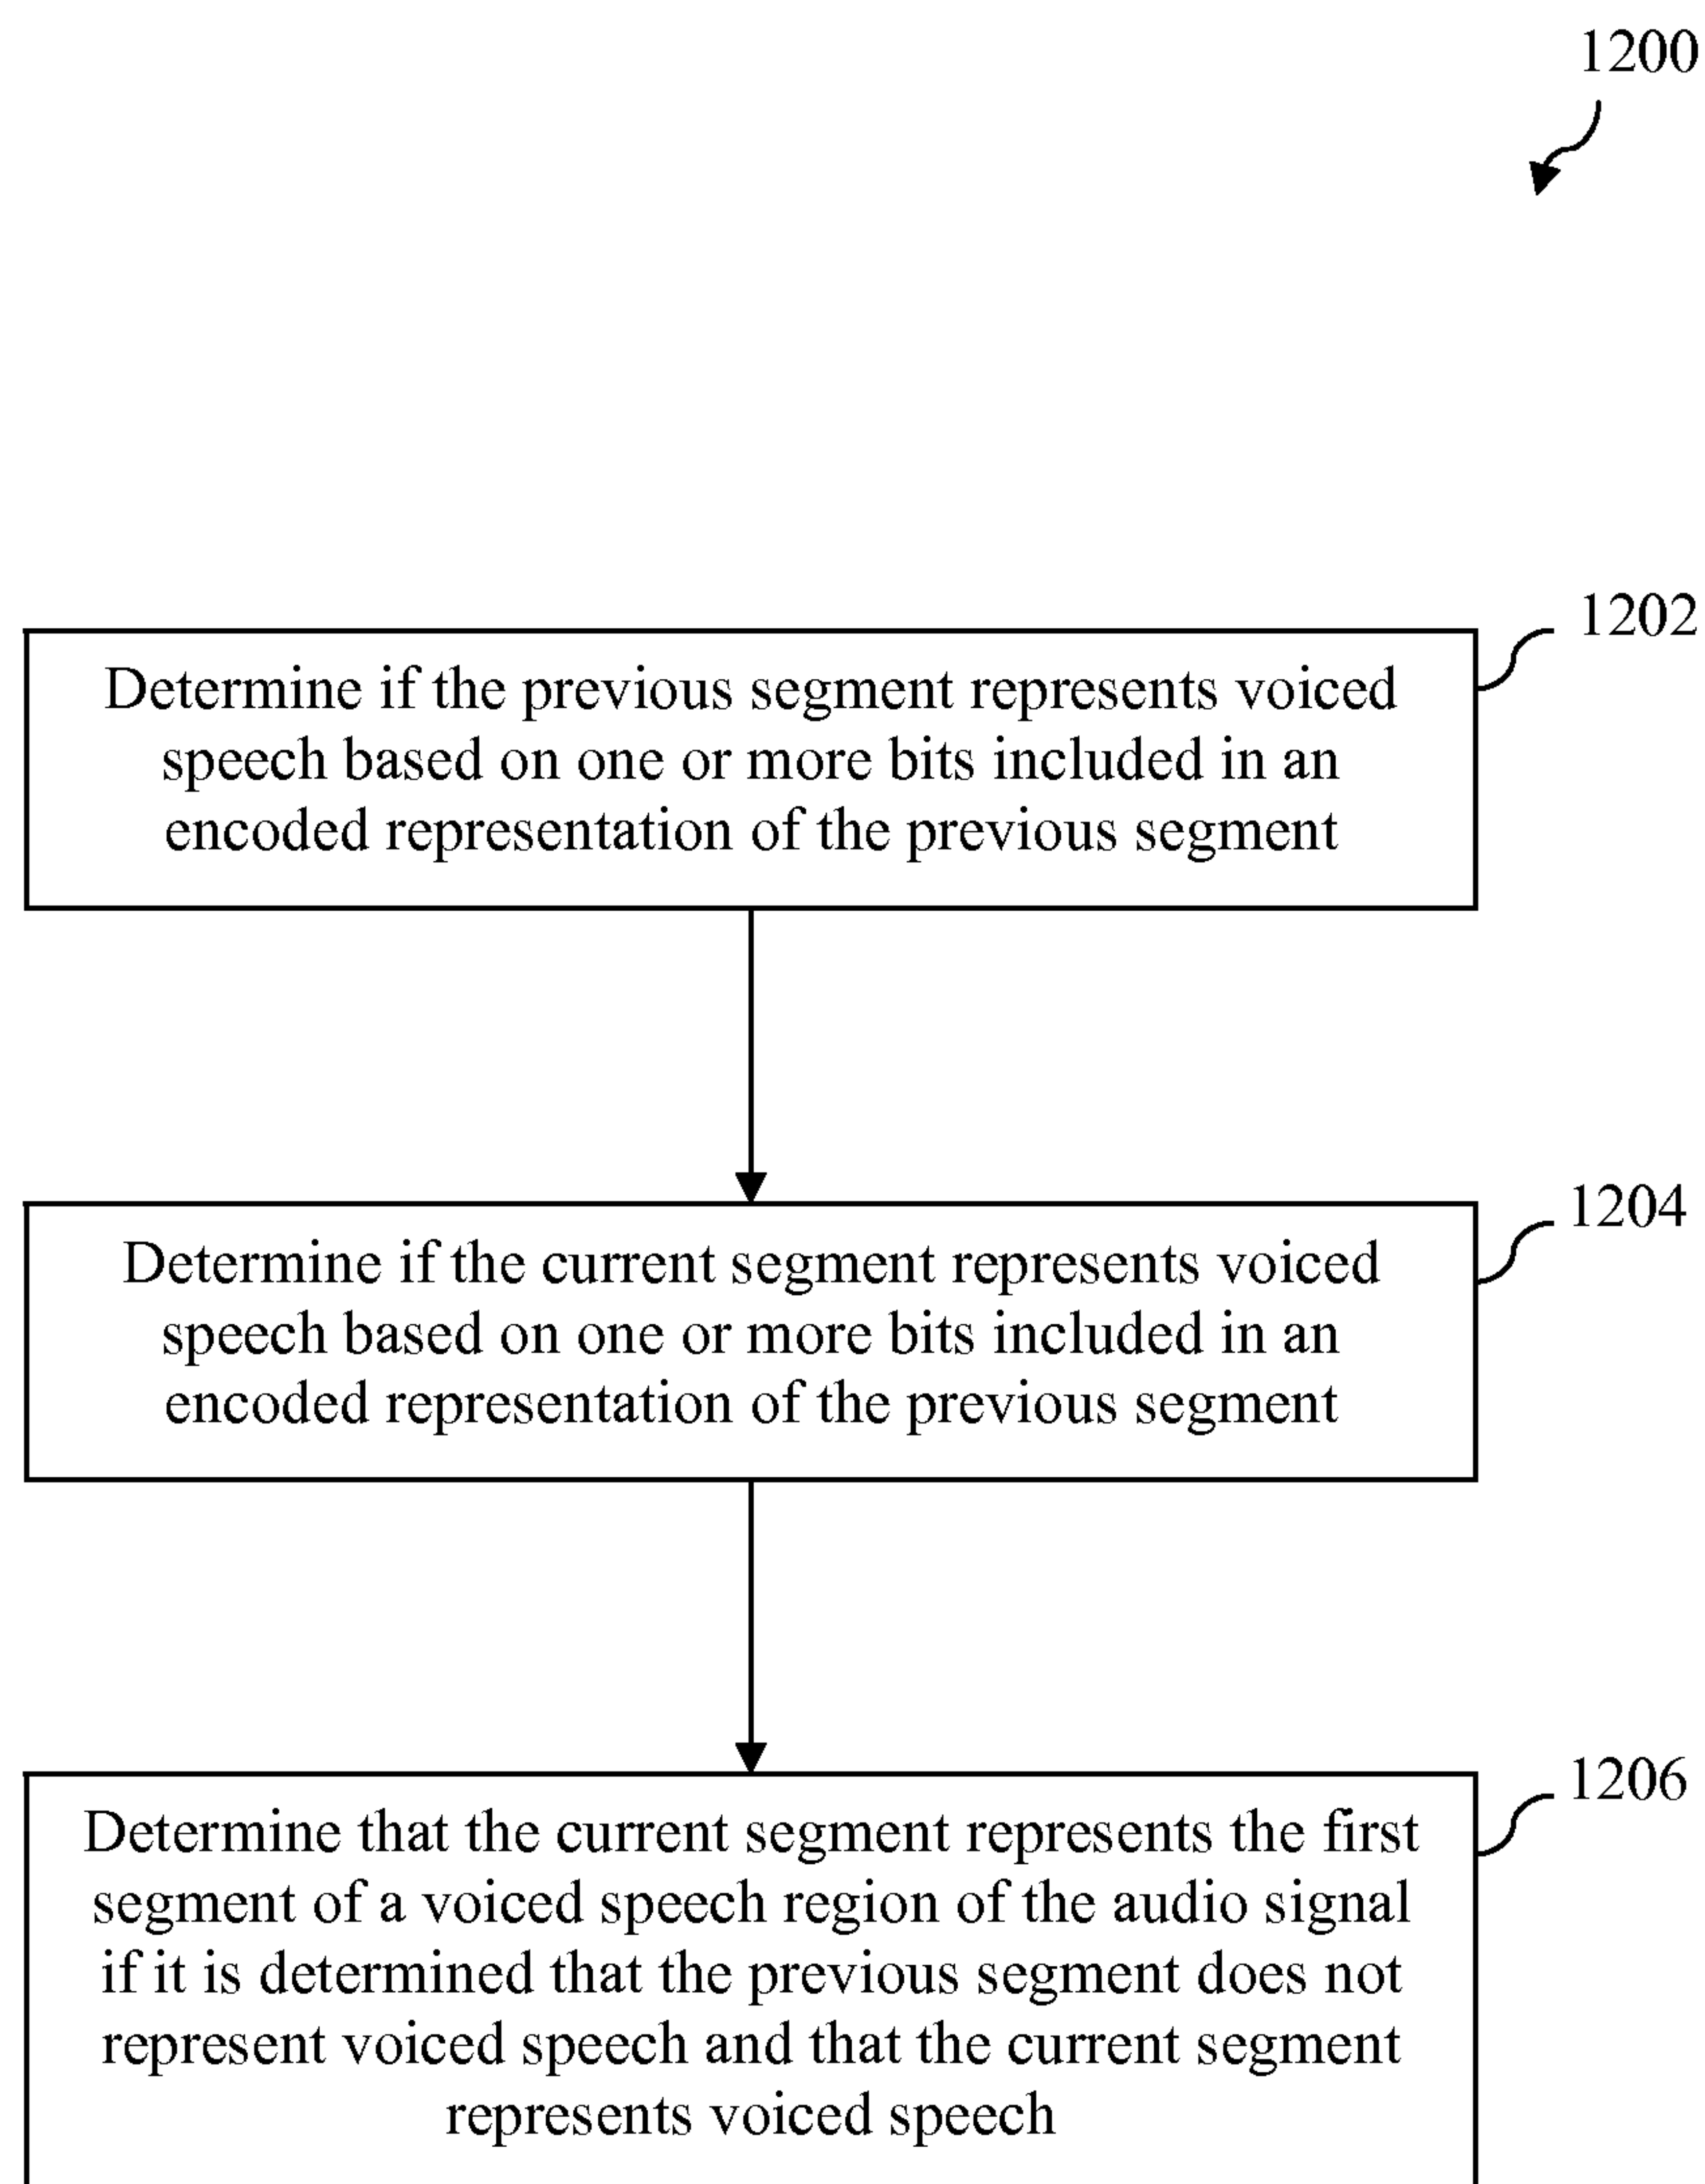 1200
1202
Determine if the previous segment represents voiced
speech based on one or more bits included in an
encoded representation of the previous segment
1204
Determine if the current segment represents voiced
speech based on one or more bits included in an
encoded representation of the previous segment
1206
Determine that the current segment represents the first
segment of a voiced speech region of the audio signal
if it is determined that the previous segment does not
represent voiced speech and that the current segment
represents voiced speech